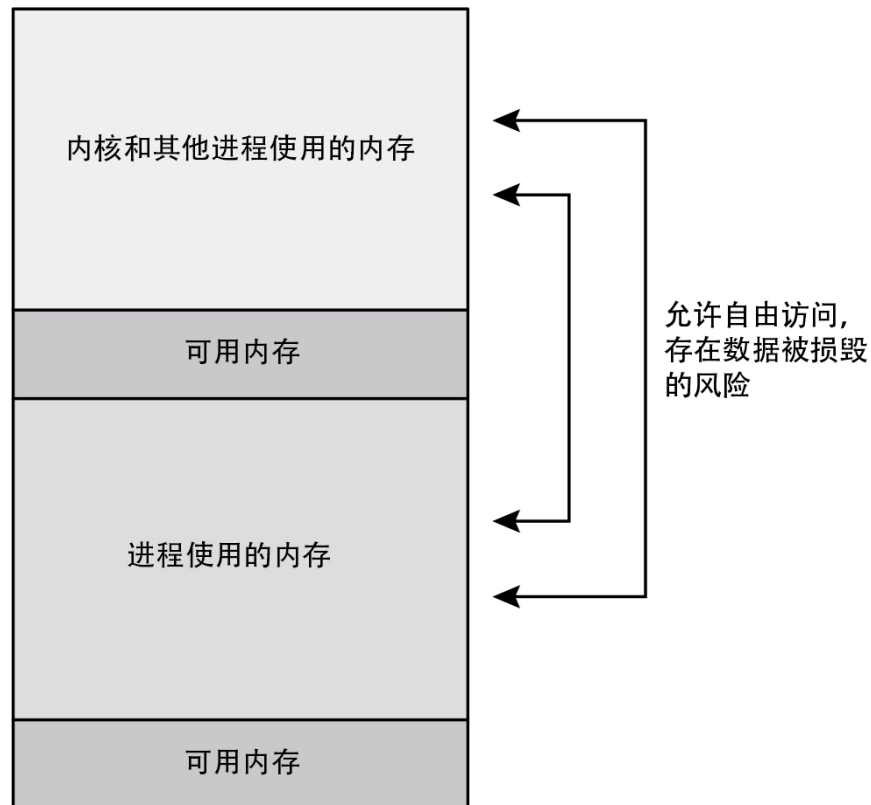 内核和其他进程使用的内存
可用内存
允许自由访问，
存在数据被损毁
的风险
进程使用的内存
可用内存